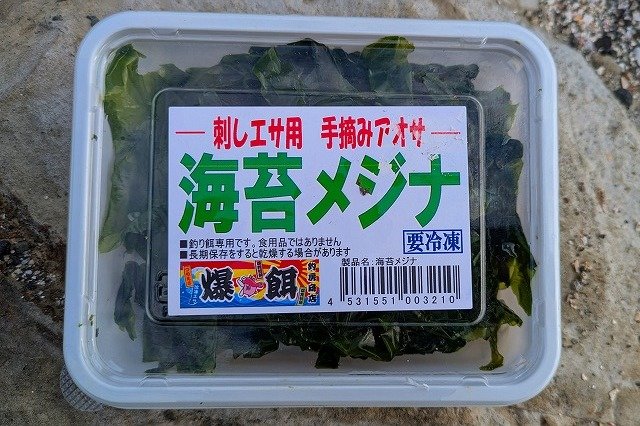 刺しエサ用 手摘みアオサ
海苔メジナ
■釣り餌専用です。食用品ではありません
■長期保存をすると乾燥する場合があります
要冷凍
製品名:海苔メジナ
爆餌
4 531551 003210